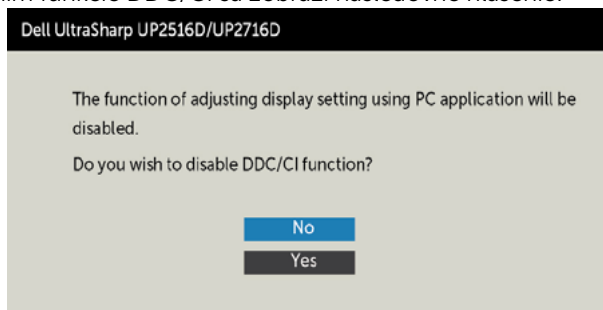 Dell UltraSharp UP2516D/UP2716D
The function of adjusting display setting using PC application will be
disabled.
Do you wish to disable DDC/CI function?
No
Yes